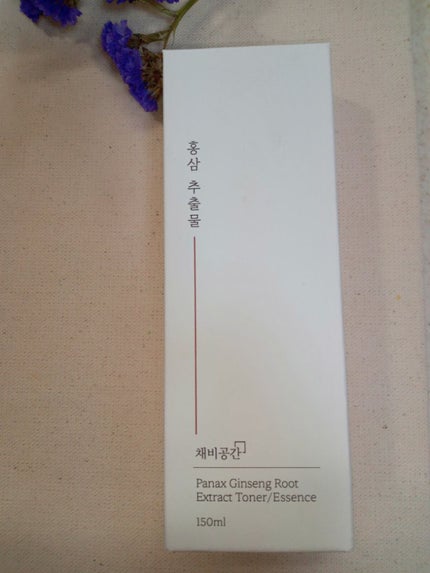 홍삼 추출물
채비공간
Panax Ginseng Root
Extract Toner/Essence
150ml